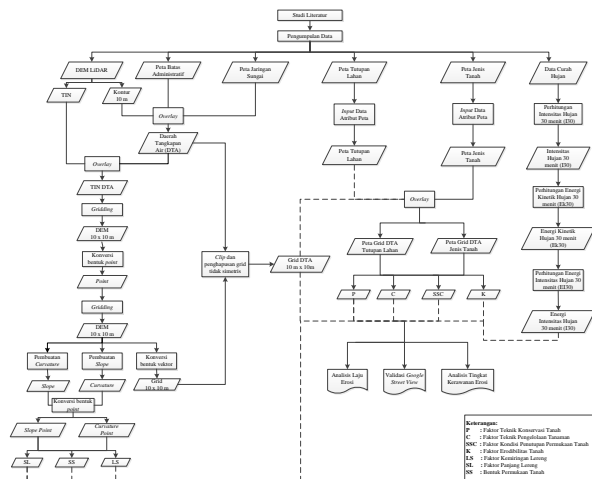 Studi Literatur
Pengumpulan Data
DEM LiDAR
Peta Batas
Administratif
Peta Jaringan
Sungai
Peta Tutupan
Lahan
Peta Jenis
Tanah
Data Curah
Hujan
TIN
Kontur
10 m
Overlay
Daerah
Tangkapan
Air (DTA)
Input Data
Atribut Peta
Input Data
Atribut Peta
Perhitungan
Intensitas Hujan
30 menit (I30)
Peta Tutupan
Lahan
Peta Jenis
Tanah
Intensitas
Hujan 30
menit (I30)
Overlay
TIN DTA
Gridding
DEM
10 x 10 m
Konversi
bentuk point
Point
Gridding
DEM
10 x 10 m
Clip dan
penghapusan grid
tidak simetris
Grid DTA
10 m x 10m
Overlay
Peta Grid DTA
Tutupan Lahan
Peta Grid DTA
Jenis Tanah
Perhitungan Energi
Kinetik Hujan 30
menit (Ek30)
Energi Kinetik
Hujan 30 menit
(Ek30)
Perhitungan Energi
Intensitas Hujan 30
menit (EI30)
Energi
Intensitas Hujan
30 menit (I30)
P
C
SSC
K
Pembuatan
Curvature
Pembuatan
Slope
Konversi
bentuk vektor
Slope
Curvature
Grid
10 x 10 m
Konversi bentuk
point
Slope Point
Curvature
Point
SL
SS
LS
Analisis Laju
Erosi
Validasi Google
Street View
Analisis Tingkat
Kerawanan Erosi
Keterangan:
P : Faktor Teknik Konservasi Tanah
C : Faktor Teknik Pengelolaan Tanaman
SSC : Faktor Kondisi Penutupan Permukaan Tanah
K : Faktor Erodibilitas Tanah
LS : Faktor Kemiringan Lereng
SL : Faktor Panjang Lereng
SS : Bentuk Permukaan Tanah